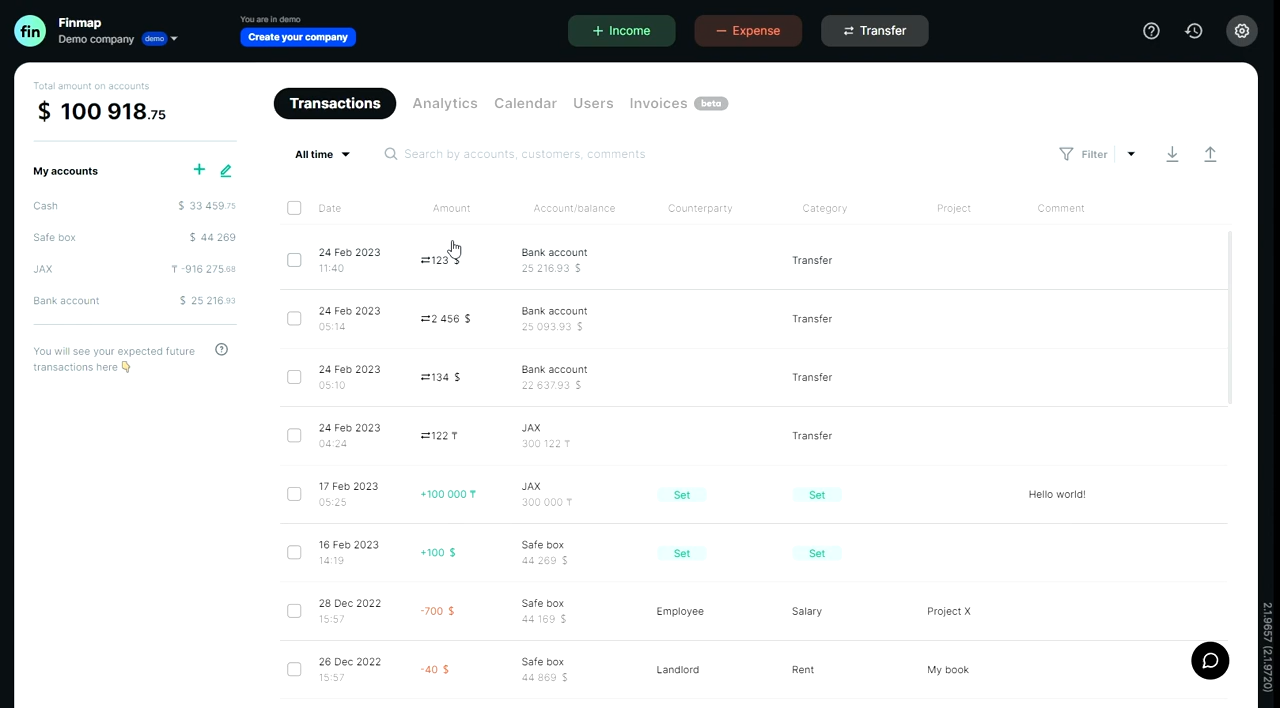 fin
Finmap
Demo company demo
You are in demo
Create your company
+ Income
− Expense
⇄ Transfer
Total amount on accounts
$ 100 918.75
My accounts
Cash $ 33 459.75
Safe box $ 44 269
JAX ₸ -916 275.68
Bank account $ 25 216.93
You will see your expected future
transactions here 👇
Transactions Analytics Calendar Users Invoices beta
All time Search by accounts, customers, comments Filter
Date Amount Account/balance Counterparty Category Project Comment
24 Feb 2023
11:40
⇄123 $
Bank account
25 216.93 $
Transfer
24 Feb 2023
05:14
⇄2 456 $
Bank account
25 093.93 $
Transfer
24 Feb 2023
05:10
⇄134 $
Bank account
22 637.93 $
Transfer
24 Feb 2023
04:24
⇄122 ₸
JAX
300 122 ₸
Transfer
17 Feb 2023
05:25
+100 000 ₸
JAX
300 000 ₸
Set
Set
Hello world!
16 Feb 2023
14:19
+100 $
Safe box
44 269 $
Set
Set
28 Dec 2022
15:57
-700 $
Safe box
44 169 $
Employee
Salary
Project X
26 Dec 2022
15:57
-40 $
Safe box
44 869 $
Landlord
Rent
My book
2.1.9657 (2.1.9720)